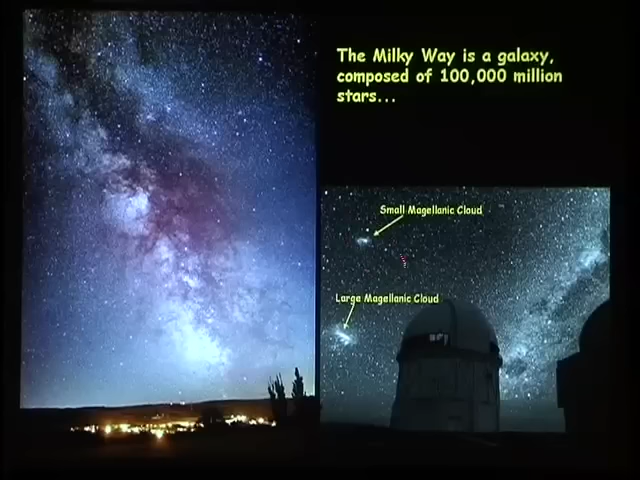 The Milky Way is a galaxy,
composed of 100,000 million
stars...
Small Magellanic Cloud
Large Magellanic Cloud